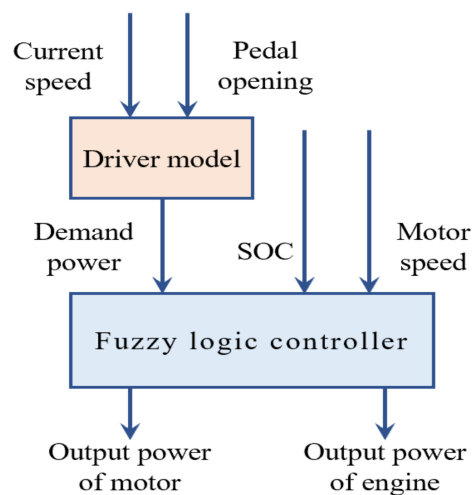 Current
speed
Pedal
opening
Driver model
Demand
power
SOC
Motor
speed
Fuzzy logic controller
Output power
of motor
Output power
of engine